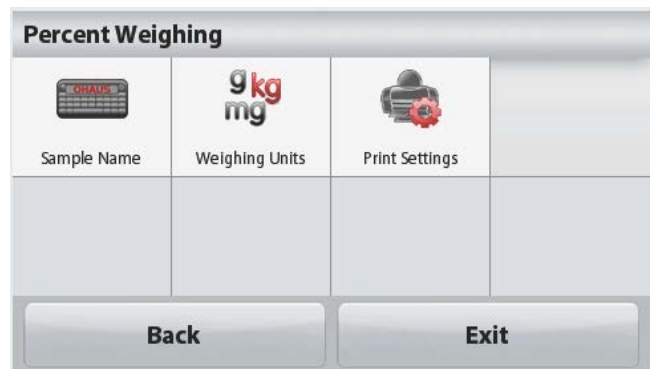 Percent Weighing
OHAUS
g kg
mg
Sample Name
Weighing Units
Print Settings
Back
Exit